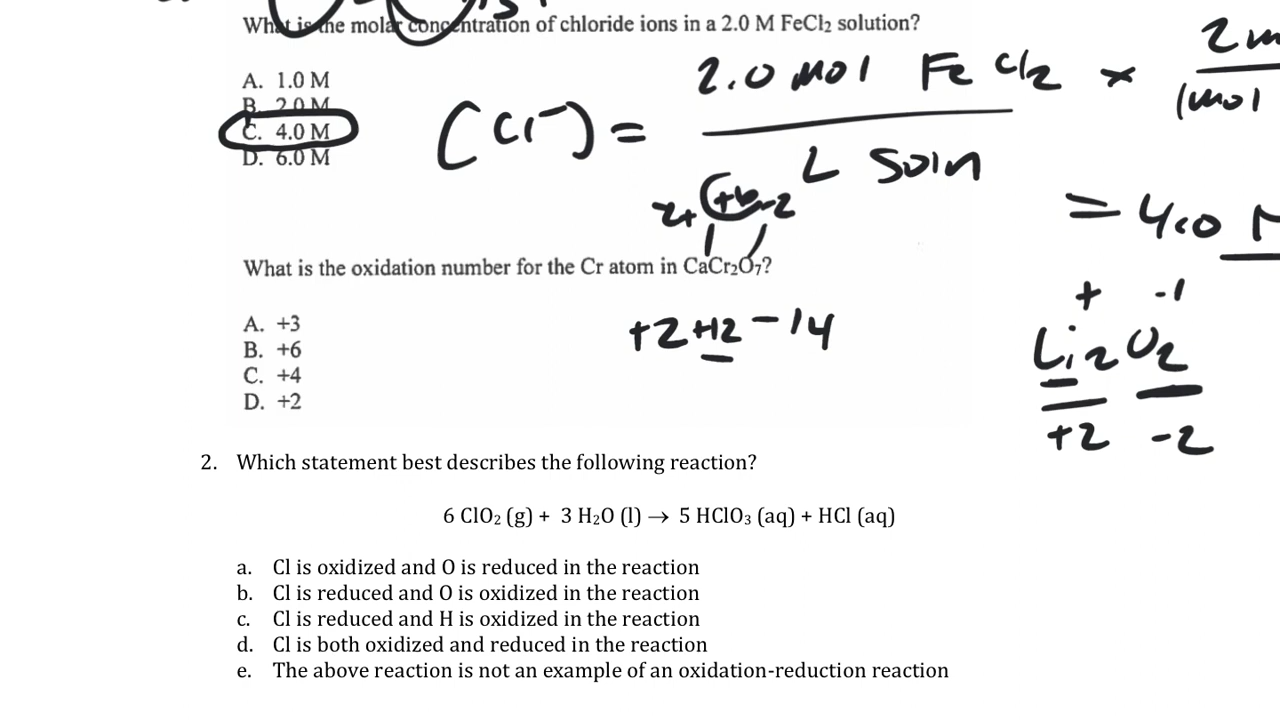 What is the molar concentration of chloride ions in a 2.0 M FeCl₂ solution?
2m
2.0 mol FeCl2 ×
1mol
A. 1.0 M
B. 2.0 M
C. 4.0 M
D. 6.0 M
[Cl-] =
L soln
= 4.0 M
2+ +6 -2
What is the oxidation number for the Cr atom in CaCr₂O₇?
A. +3
B. +6
C. +4
D. +2
+2 +12 -14
+ -1
Li2O2
+2 -2
2. Which statement best describes the following reaction?
6 ClO₂ (g) + 3 H₂O (l) → 5 HClO₃ (aq) + HCl (aq)
a. Cl is oxidized and O is reduced in the reaction
b. Cl is reduced and O is oxidized in the reaction
c. Cl is reduced and H is oxidized in the reaction
d. Cl is both oxidized and reduced in the reaction
e. The above reaction is not an example of an oxidation-reduction reaction